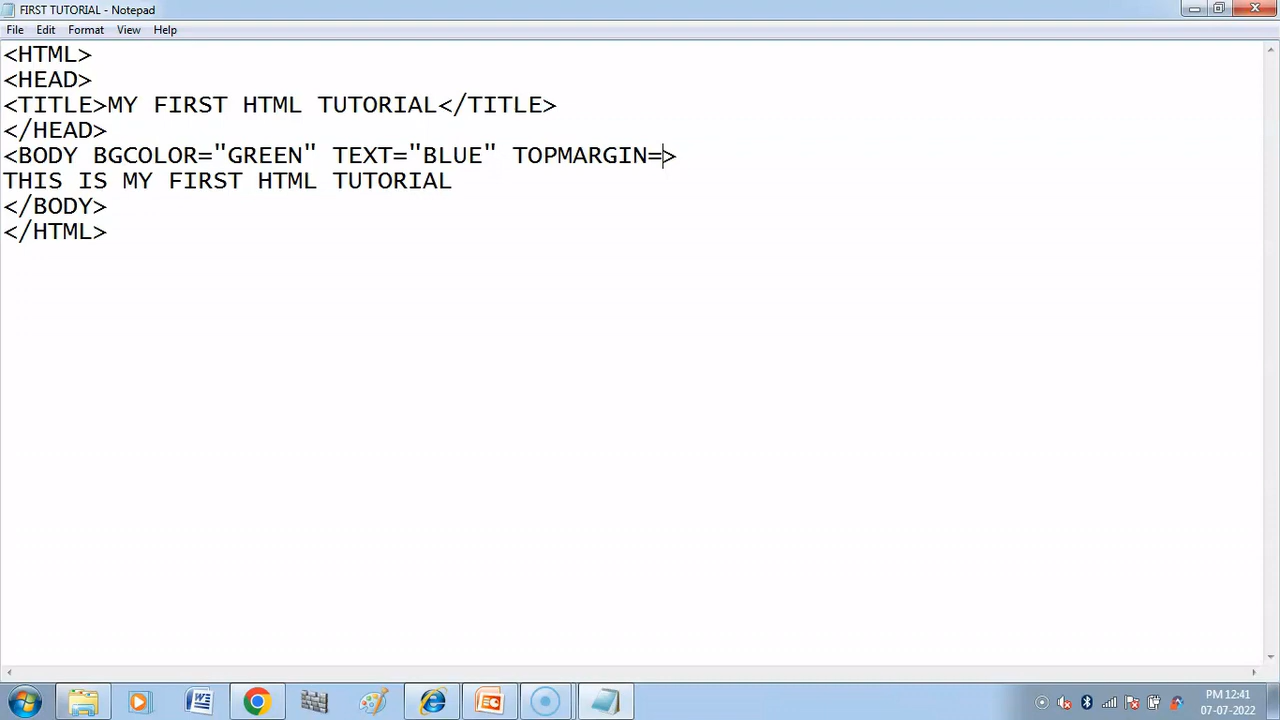 FIRST TUTORIAL - Notepad
File Edit Format View Help
<HTML>
<HEAD>
<TITLE>MY FIRST HTML TUTORIAL</TITLE>
</HEAD>
<BODY BGCOLOR="GREEN" TEXT="BLUE" TOPMARGIN=>
THIS IS MY FIRST HTML TUTORIAL
</BODY>
</HTML>
PM 12:41
07-07-2022